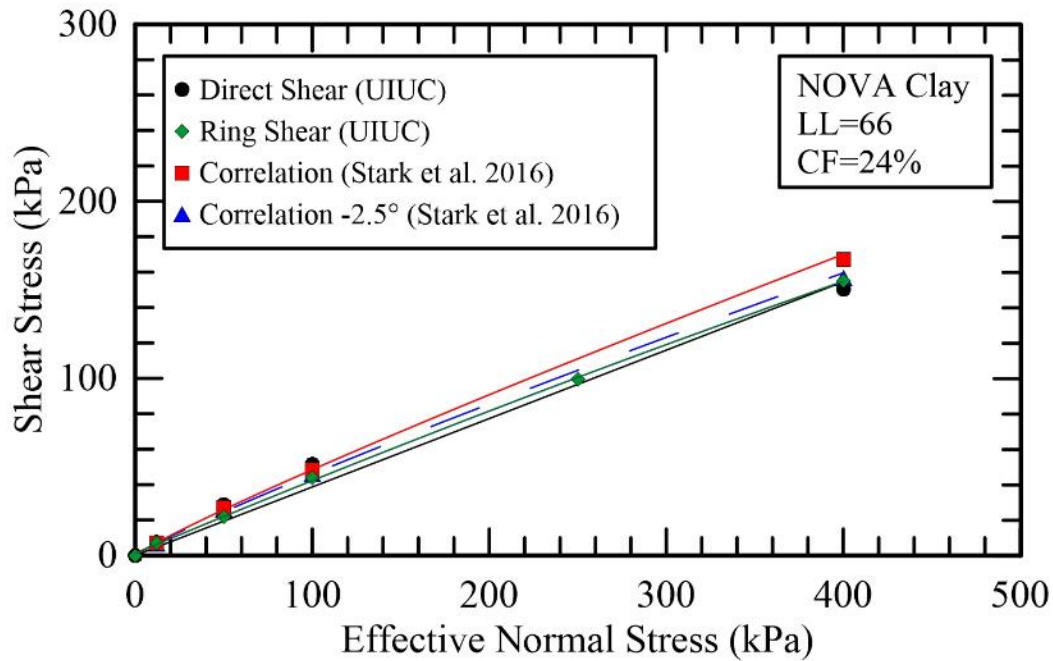 300
200
100
0
Shear Stress (kPa)
Direct Shear (UIUC)
Ring Shear (UIUC)
Correlation (Stark et al. 2016)
Correlation -2.5° (Stark et al. 2016)
NOVA Clay
LL=66
CF=24%
0 100 200 300 400 500
Effective Normal Stress (kPa)